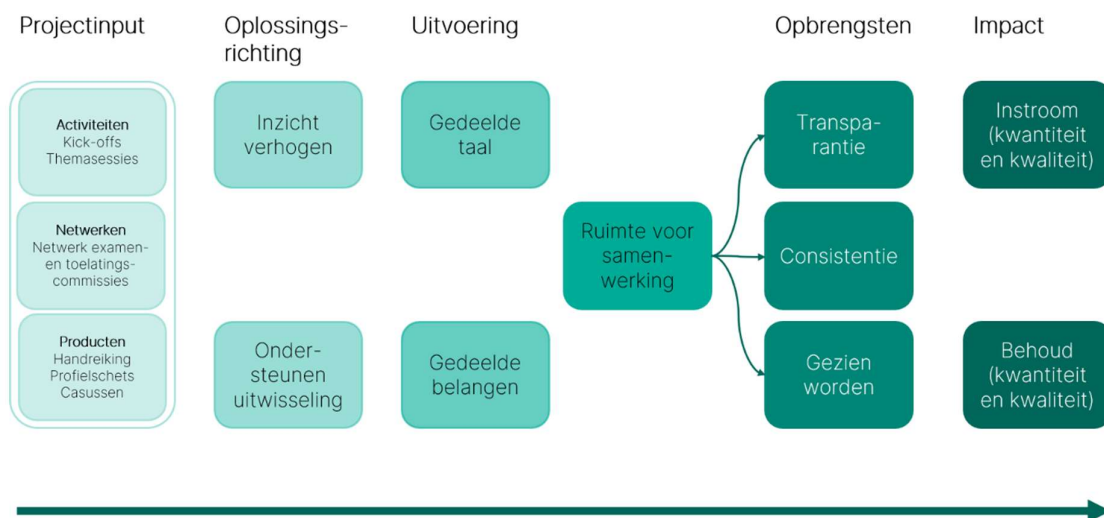 Projectinput
Oplossings-
richting
Uitvoering
Opbrengsten
Impact
Activiteiten
Kick-offs
Themasessies
Netwerken
Netwerk examen-
en toelatings-
commissies
Producten
Handreiking
Profielschets
Casussen
Inzicht
verhogen
Onder-
steunen
uitwisseling
Gedeelde
taal
Gedeelde
belangen
Ruimte voor
samen-
werking
Transpa-
rantie
Consistentie
Gezien
worden
Instroom
(kwantiteit
en kwaliteit)
Behoud
(kwantiteit
en kwaliteit)